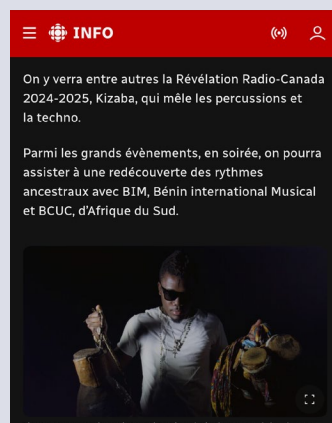 INFO
On y verra entre autres la Révélation Radio-Canada
2024-2025, Kizaba, qui mêle les percussions et
la techno.
Parmi les grands évènements, en soirée, on pourra
assister à une redécouverte des rythmes
ancestraux avec BIM, Bénin international Musical
et BCUC, d'Afrique du Sud.